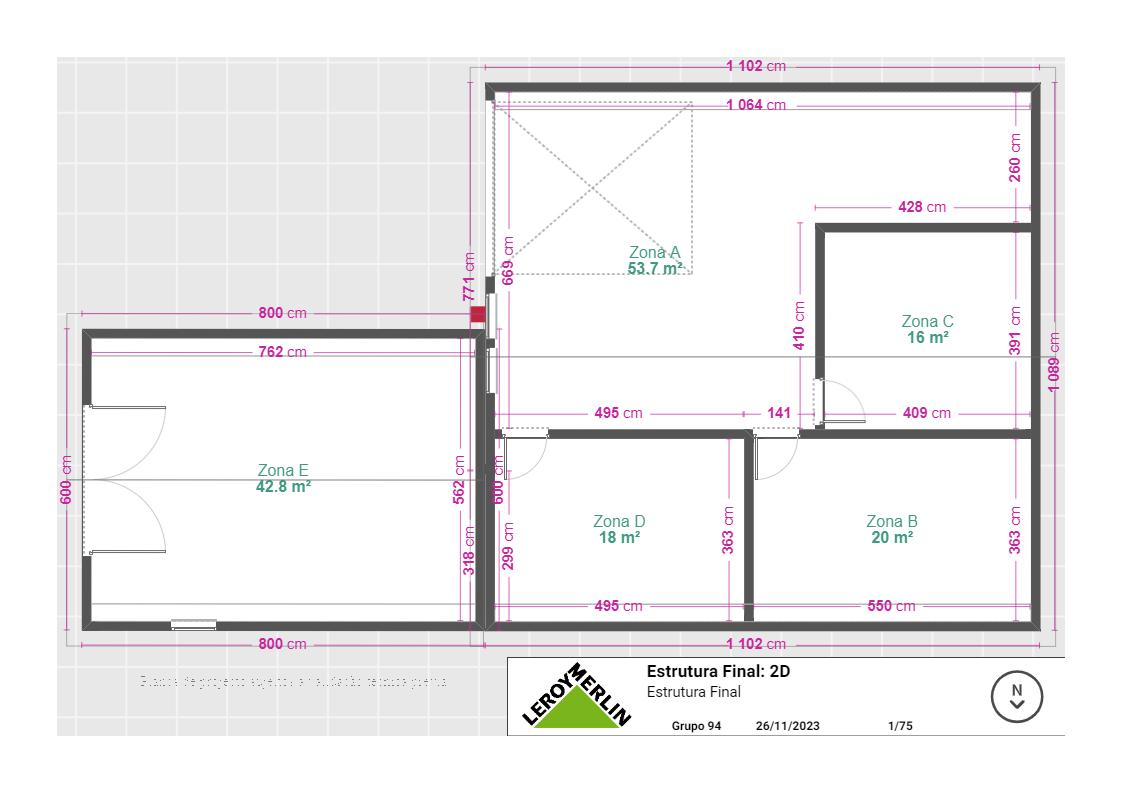 1 102 cm
1 064 cm
260 cm
428 cm
Zona A
53.7 m²
669 cm
771 cm
800 cm
762 cm
410 cm
Zona C
16 m²
391 cm
1 089 cm
495 cm
141
409 cm
600 cm
Zona E
42.8 m²
562 cm
600 cm
318 cm
299 cm
Zona D
18 m²
363 cm
Zona B
20 m²
363 cm
495 cm
550 cm
800 cm
1 102 cm
LEROY MERLIN
Estrutura Final: 2D
Estrutura Final
Grupo 94 26/11/2023 1/75
N